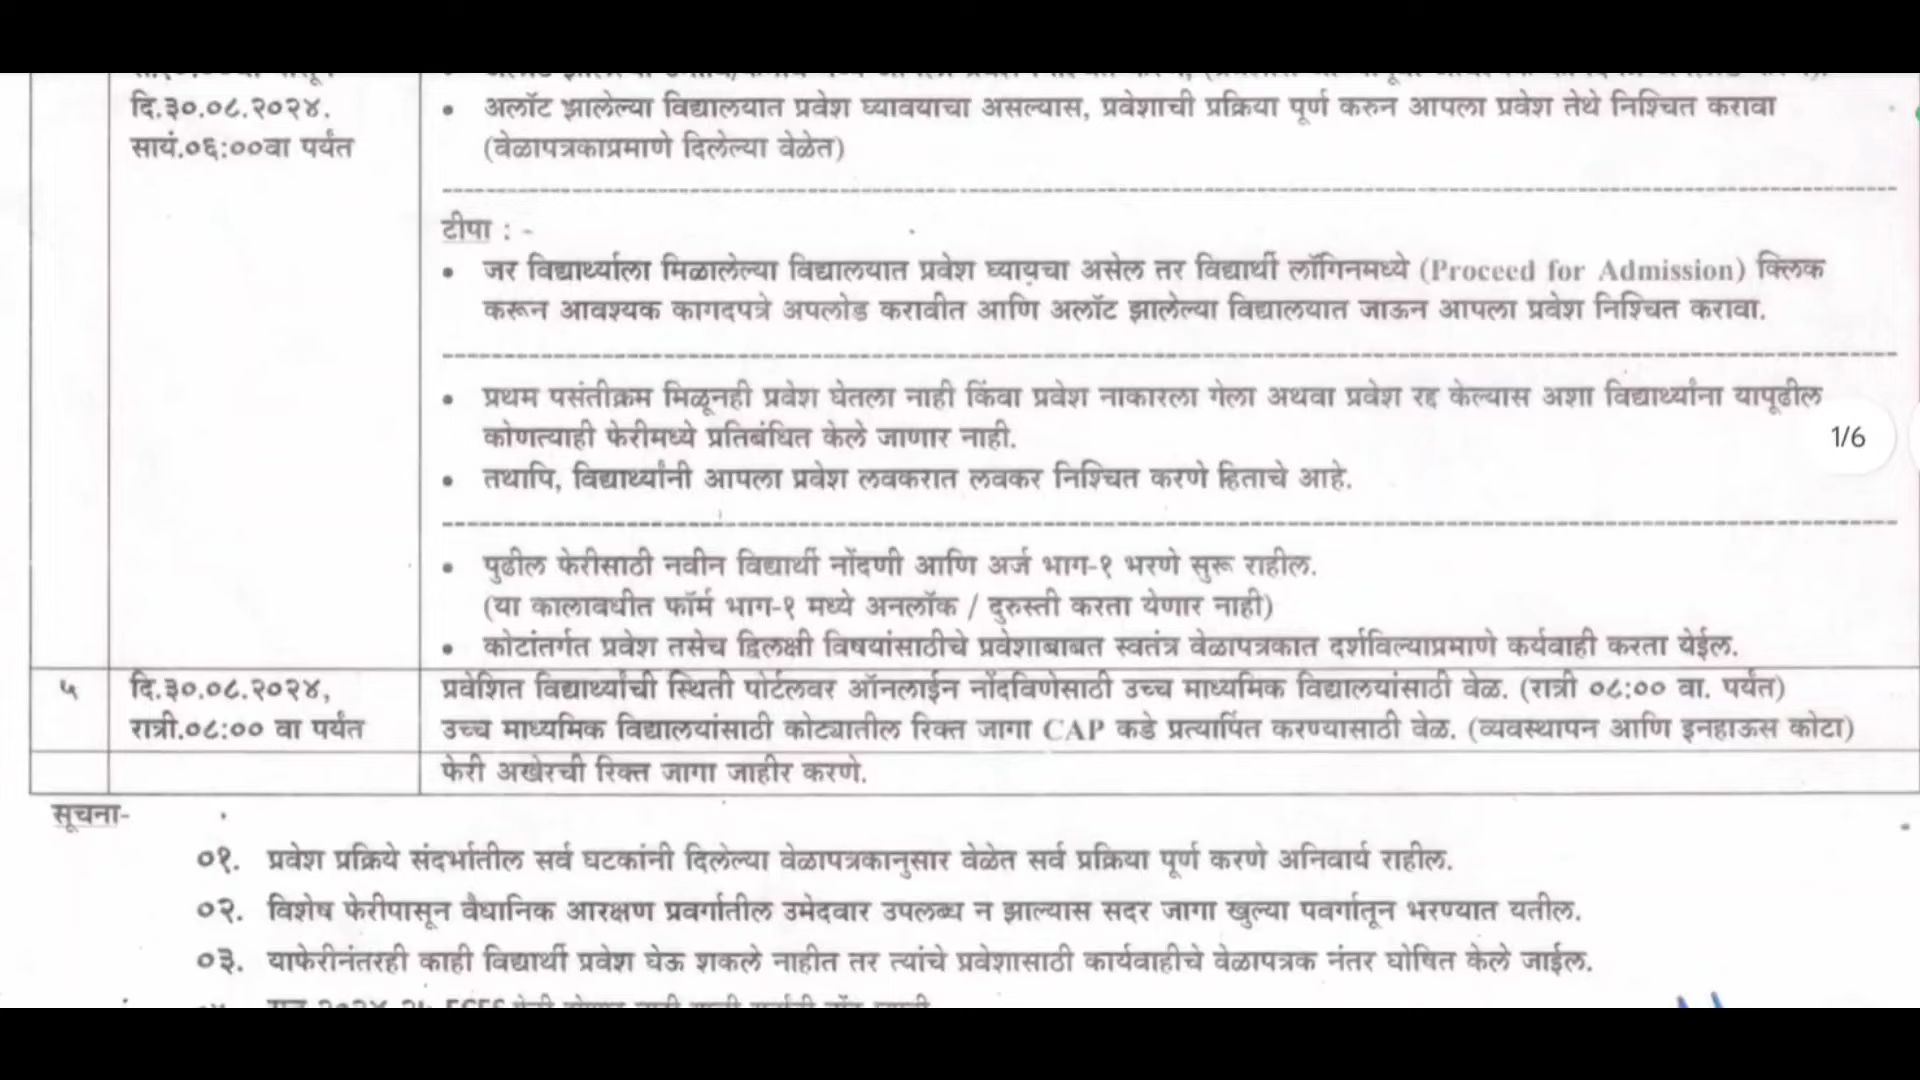 दि.३०.०८.२०२४.
सायं.०६:००वा पर्यंत
• अलॉट झालेल्या विद्यालयात प्रवेश घ्यावयाचा असल्यास, प्रवेशाची प्रक्रिया पूर्ण करुन आपला प्रवेश तेथे निश्चित करावा
(वेळापत्रकाप्रमाणे दिलेल्या वेळेत)
टीपा : -
• जर विद्यार्थ्याला मिळालेल्या विद्यालयात प्रवेश घ्यायचा असेल तर विद्यार्थी लॉगिनमध्ये (Proceed for Admission) क्लिक
करून आवश्यक कागदपत्रे अपलोड करावीत आणि अलॉट झालेल्या विद्यालयात जाऊन आपला प्रवेश निश्चित करावा.
• प्रथम पसंतीक्रम मिळूनही प्रवेश घेतला नाही किंवा प्रवेश नाकारला गेला अथवा प्रवेश रद्द केल्यास अशा विद्यार्थ्यांना यापूढील
कोणत्याही फेरीमध्ये प्रतिबंधित केले जाणार नाही.
1/6
• तथापि, विद्यार्थ्यांनी आपला प्रवेश लवकरात लवकर निश्चित करणे हिताचे आहे.
• पुढील फेरीसाठी नवीन विद्यार्थी नोंदणी आणि अर्ज भाग-१ भरणे सुरू राहील.
(या कालावधीत फॉर्म भाग-१ मध्ये अनलॉक / दुरुस्ती करता येणार नाही)
• कोटांतर्गत प्रवेश तसेच द्विलक्षी विषयांसाठीचे प्रवेशाबाबत स्वतंत्र वेळापत्रकात दर्शविल्याप्रमाणे कर्यवाही करता येईल.
५ दि.३०.०८.२०२४, प्रवेशित विद्यार्थ्यांची स्थिती पोर्टलवर ऑनलाईन नोंदविणेसाठी उच्च माध्यमिक विद्यालयांसाठी वेळ. (रात्री ०८:०० वा. पर्यंत)
रात्री.०८:०० वा पर्यंत उच्च माध्यमिक विद्यालयांसाठी कोट्यातील रिक्त जागा CAP कडे प्रत्यार्पित करण्यासाठी वेळ. (व्यवस्थापन आणि इनहाऊस कोटा)
फेरी अखेरची रिक्त जागा जाहीर करणे.
सूचना-
०१. प्रवेश प्रक्रिये संदर्भातील सर्व घटकांनी दिलेल्या वेळापत्रकानुसार वेळेत सर्व प्रक्रिया पूर्ण करणे अनिवार्य राहील.
०२. विशेष फेरीपासून वैधानिक आरक्षण प्रवर्गातील उमेदवार उपलब्ध न झाल्यास सदर जागा खुल्या पवर्गातून भरण्यात यतील.
०३. याफेरीनंतरही काही विद्यार्थी प्रवेश घेऊ शकले नाहीत तर त्यांचे प्रवेशासाठी कार्यवाहीचे वेळापत्रक नंतर घोषित केले जाईल.